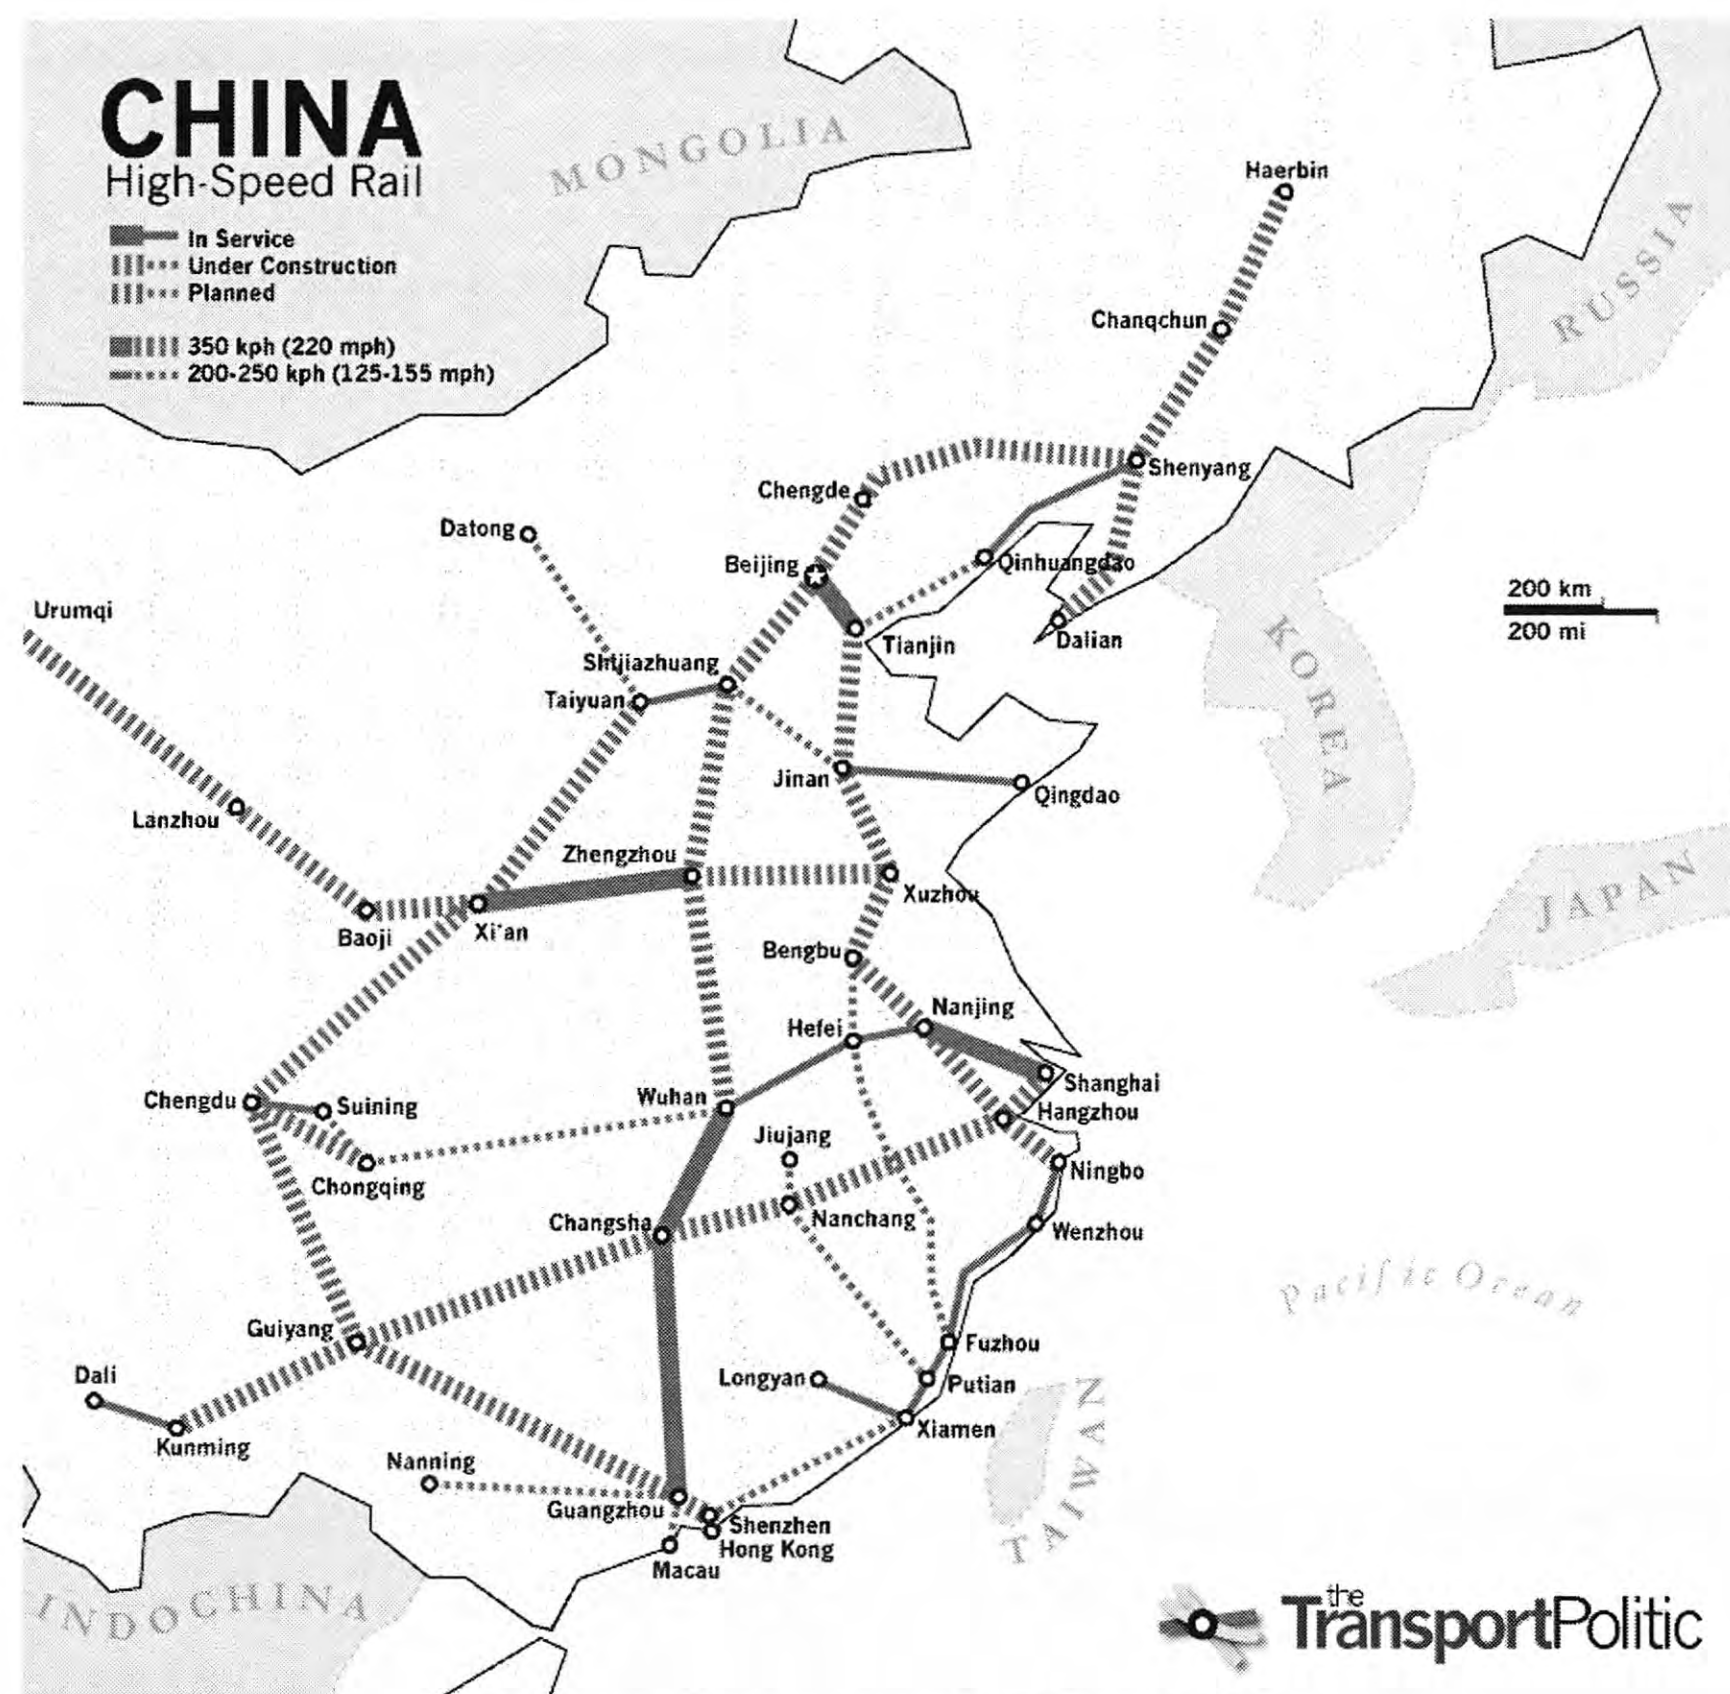 CHINA
High-Speed Rail
In Service
Under Construction
Planned
350 kph (220 mph)
200-250 kph (125-155 mph)
MONGOLIA
RUSSIA
Haerbin
Chanqchun
Shenyang
Chengde
Datong
Beijing
Qinhuangdao
Urumqi
200 km
200 mi
Tianjin
Dalian
KOREA
Shijiazhuang
Taiyuan
Jinan
Qingdao
Lanzhou
Zhengzhou
Xuzhou
JAPAN
Baoji
Xi'an
Bengbu
Nanjing
Hefei
Shanghai
Chengdu
Suining
Wuhan
Hangzhou
Jiujang
Chongqing
Ningbo
Changsha
Nanchang
Wenzhou
Pacific Ocean
Guiyang
Fuzhou
Dali
Longyan
Putian
Kunming
Xiamen
TAIWAN
Nanning
Guangzhou
Shenzhen
Hong Kong
Macau
INDOCHINA
the
TransportPolitic